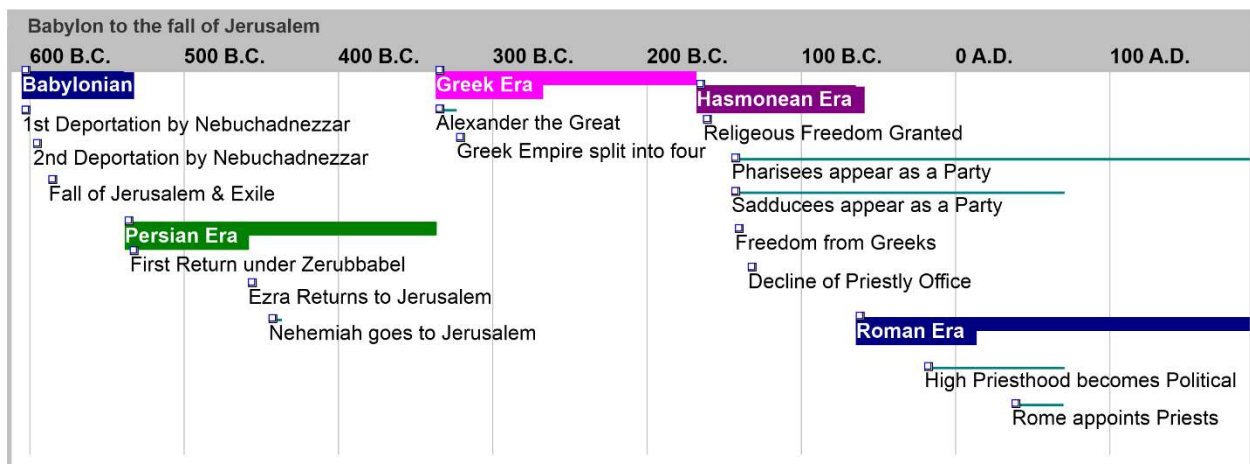 Babylon to the fall of Jerusalem
600 B.C. 500 B.C. 400 B.C. 300 B.C. 200 B.C. 100 B.C. 0 A.D. 100 A.D.
Babylonian
Greek Era
Hasmonean Era
1st Deportation by Nebuchadnezzar
Alexander the Great
Religeous Freedom Granted
2nd Deportation by Nebuchadnezzar
Greek Empire split into four
Pharisees appear as a Party
Fall of Jerusalem & Exile
Sadducees appear as a Party
Persian Era
Freedom from Greeks
First Return under Zerubbabel
Decline of Priestly Office
Ezra Returns to Jerusalem
Nehemiah goes to Jerusalem
Roman Era
High Priesthood becomes Political
Rome appoints Priests